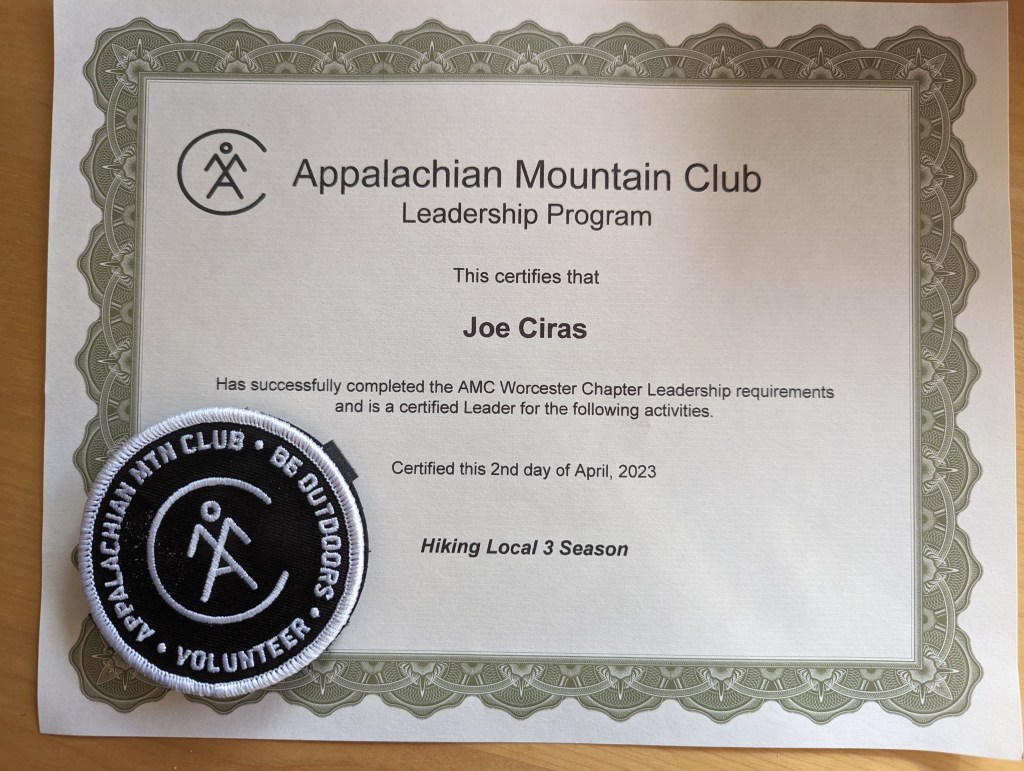 Appalachian Mountain Club
Leadership Program
This certifies that
Joe Ciras
Has successfully completed the AMC Worcester Chapter Leadership requirements
and is a certified Leader for the following activities.
Certified this 2nd day of April, 2023
Hiking Local 3 Season
APPALACHIAN MTN CLUB • BE OUTDOORS • VOLUNTEER •